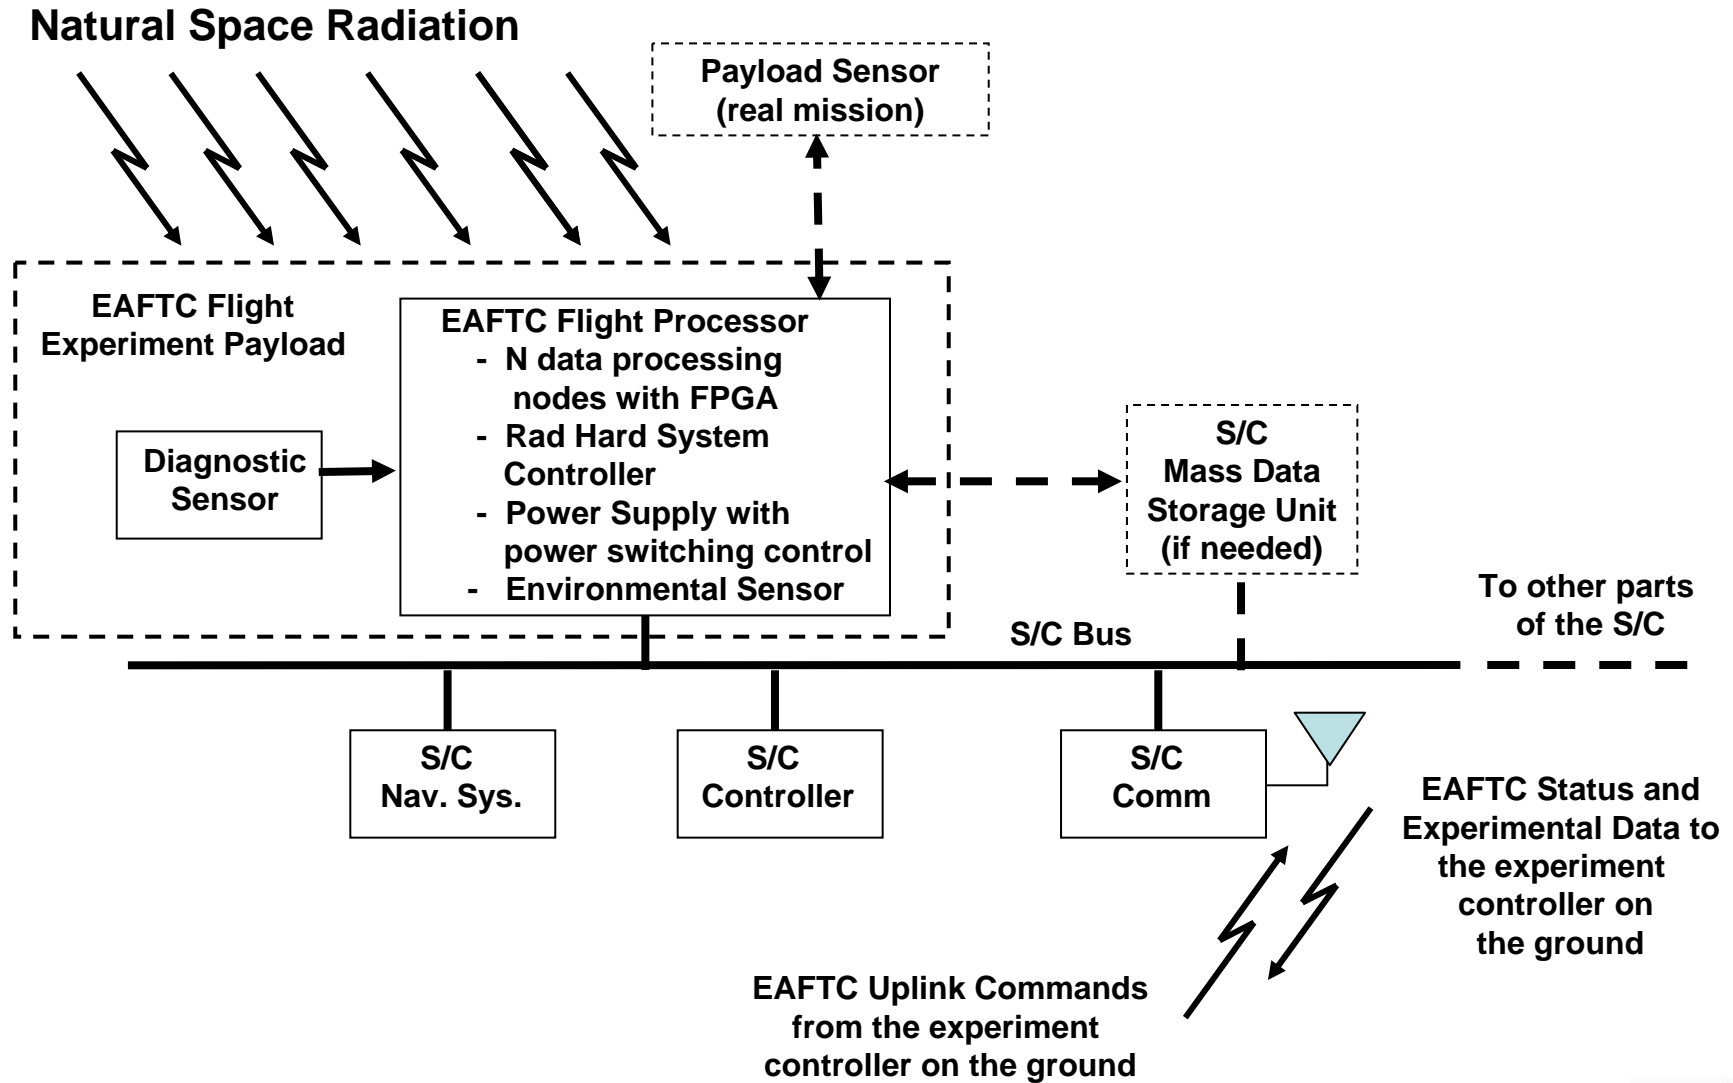 Natural Space Radiation
Payload Sensor
(real mission)
EAFTC Flight
Experiment Payload
EAFTC Flight Processor
- N data processing
nodes with FPGA
- Rad Hard System
Controller
- Power Supply with
power switching control
- Environmental Sensor
Diagnostic
Sensor
S/C
Mass Data
Storage Unit
(if needed)
To other parts
of the S/C
S/C Bus
S/C
Nav. Sys.
S/C
Controller
S/C
Comm
EAFTC Status and
Experimental Data to
the experiment
controller on
the ground
EAFTC Uplink Commands
from the experiment
controller on the ground